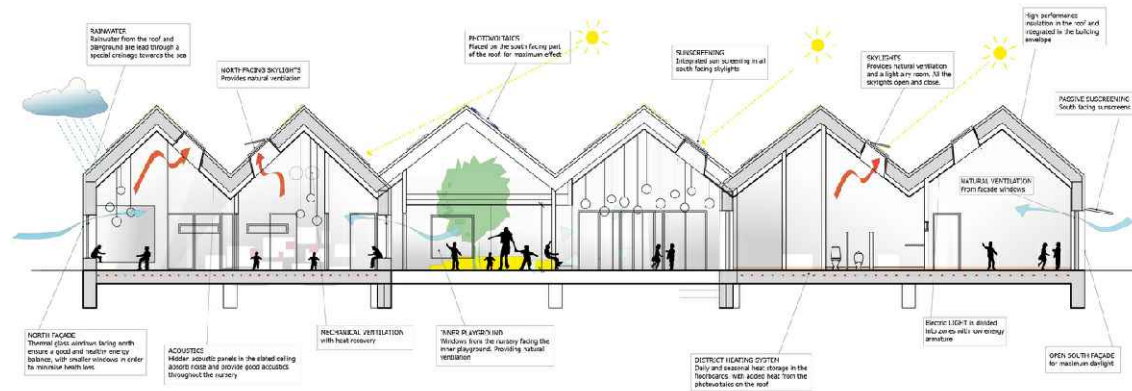 RAINWATER
Rainwater from the roof and
playground are lead through a
special drainage towards the sea
NORTH FACING SKYLIGHTS
Provides natural ventilation
PHOTOVOLTAICS
Placed on the south facing part
of the roof for maximum effect
SUNSCREENING
Integrated sun screening in all
south facing skylights
SKYLIGHTS
Provides natural ventilation
and a light airy room. All the
skylights open and close.
High performance
insulation in the roof and
integrated in the building
envelope
PASSIVE SUSCREENING
South facing sunscreens
NATURAL VENTILATION
From facade windows
NORTH FAÇADE
Thermal glass windows facing north
ensure a good and healthy energy
balance, with smaller windows in order
to minimise heath loss
ACOUSTICS
Hidden acoustic panels in the slated ceiling
absorb noise and provide good acoustics
throughout the nursery
MECHANICAL VENTILATION
with heat recovery
INNER PLAYGROUND
Windows from the nursery facing the
inner playground. Providing natural
ventilation
DISTRICT HEATING SYSTEM
Daily and seasonal heat storage in the
floorboards, with added heat from the
photovoltaics on the roof
Electric LIGHT is divided
into zones with low energy
armature
OPEN SOUTH FAÇADE
for maximum daylight